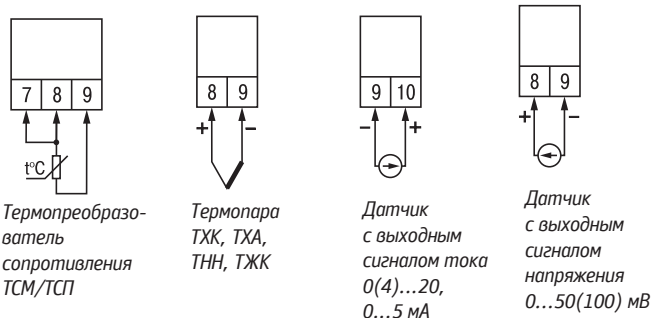 7 8 9
t°C
Термопреобразо-
ватель
сопротивления
ТСМ/ТСП
8 9
+ –
Термопара
ТХК, ТХА,
ТНН, ТЖК
9 10
– +
Датчик
с выходным
сигналом тока
0(4)...20,
0...5 мА
8 9
+ –
Датчик
с выходным
сигналом
напряжения
0...50(100) мВ